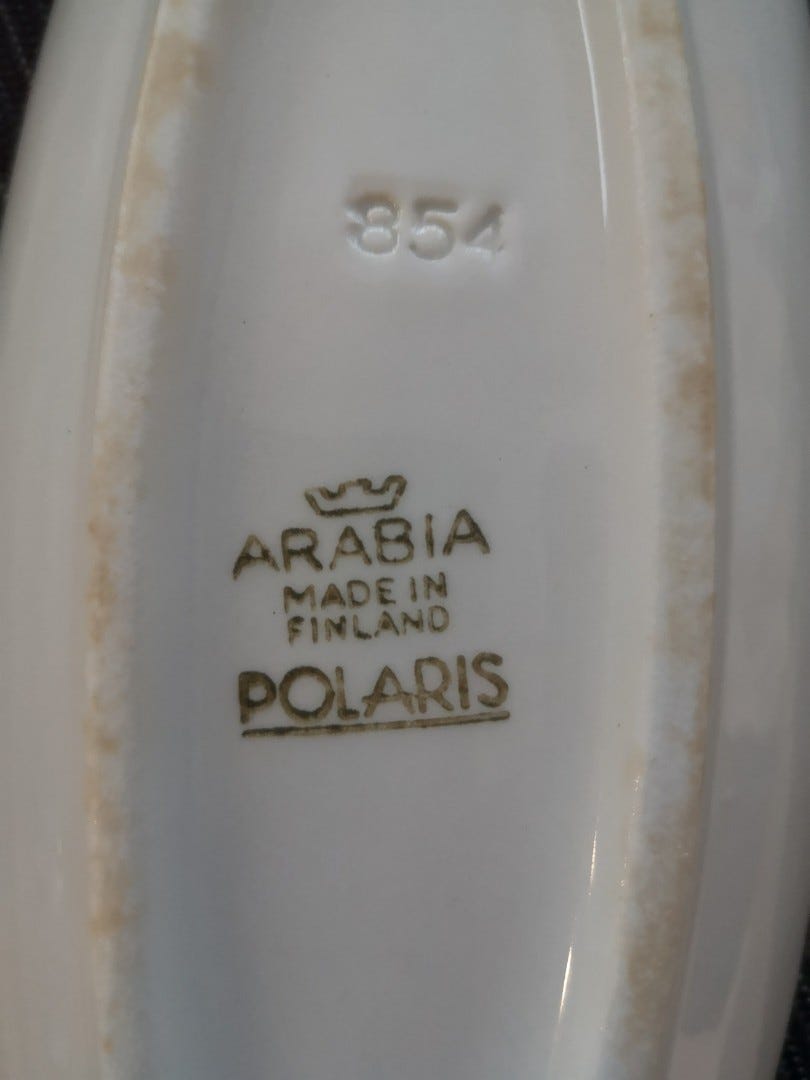 854
ARABIA
MADE IN
FINLAND
POLARIS